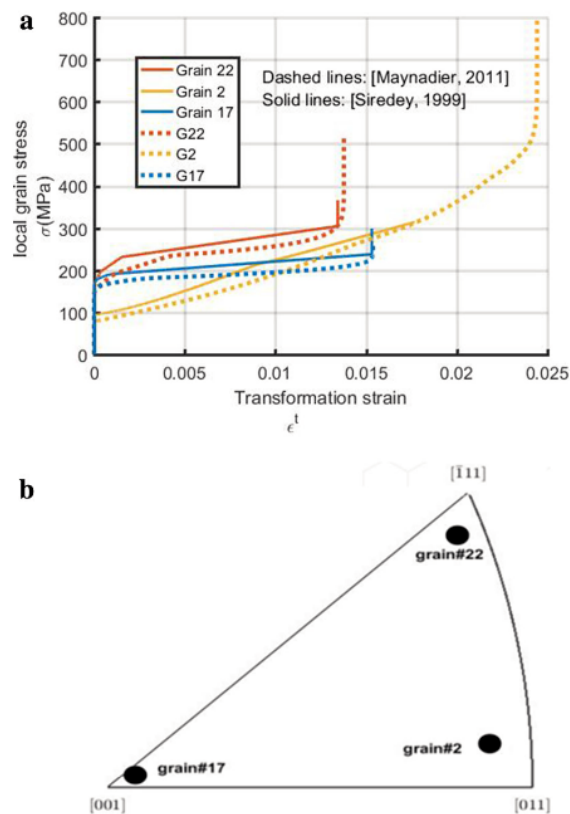 a
800
700
600
500
400
300
200
100
0
local grain stress
σ(MPa)
Grain 22
Grain 2
Grain 17
G22
G2
G17
Dashed lines: [Maynadier, 2011]
Solid lines: [Siredey, 1999]
0 0.005 0.01 0.015 0.02 0.025
Transformation strain
ϵᵗ
b
[1̄11]
grain#22
grain#2
grain#17
[001]
[011]